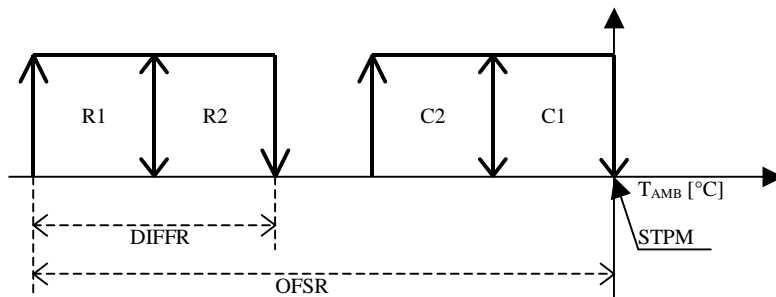 R1
R2
C2
C1
TAMB [°C]
STPM
DIFFR
OFSR